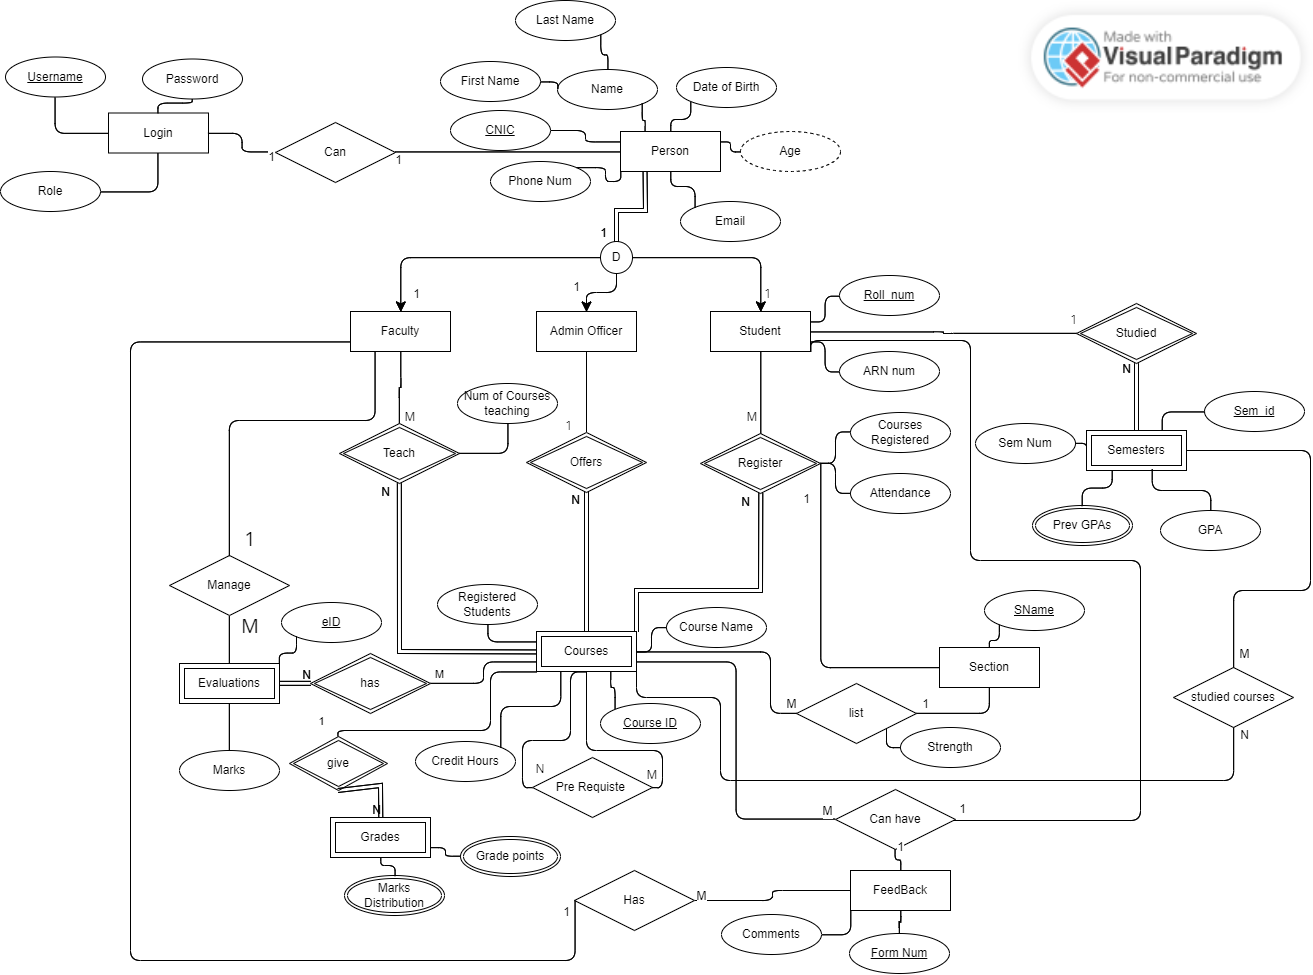 Last Name
Made with
Visual Paradigm
For non-commercial use
Username
Password
First Name
Name
Date of Birth
Login
CNIC
Person
Age
Can
1
1
Role
Phone Num
Email
1
D
1
1
1
Roll_num
Faculty
Admin Officer
Student
1
Studied
N
ARN num
Num of Courses
teaching
Sem_id
M
1
M
Courses
Registered
Sem Num
Semesters
Teach
Offers
Register
Attendance
N
N
N
1
Prev GPAs
GPA
1
Manage
M
Registered
Students
eID
Course Name
SName
Courses
Section
M
Evaluations
N
has
M
studied courses
N
M
list
1
1
Course ID
Strength
give
Credit Hours
N
M
Pre Requiste
Marks
N
M
Can have
1
Grades
1
Grade points
Marks
Distribution
1
Has
M
FeedBack
Comments
Form Num